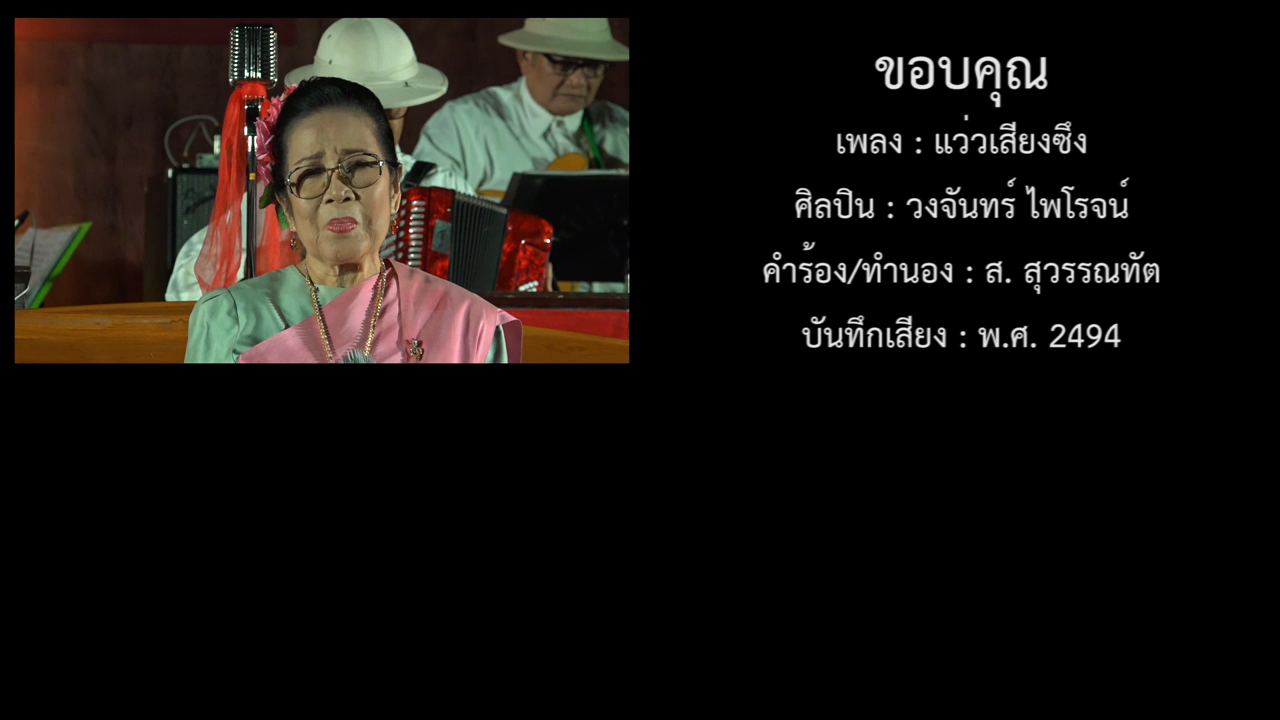 ขอบคุณ
เพลง : แว่วเสียงซึง
ศิลปิน : วงจันทร์ ไพโรจน์
คำร้อง/ทำนอง : ส. สุวรรณทัต
บันทึกเสียง : พ.ศ. 2494